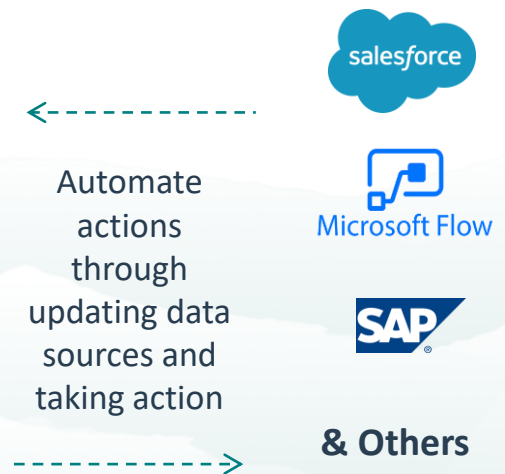 salesforce
Automate
actions
through
updating data
sources and
taking action
Microsoft Flow
SAP
®
& Others